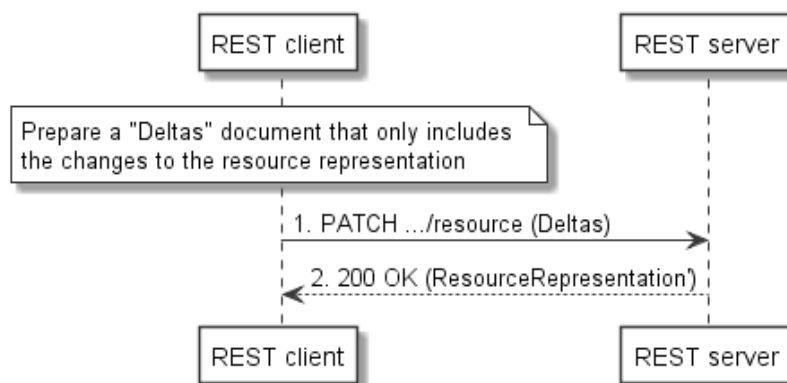 REST client
REST server
Prepare a "Deltas" document that only includes
the changes to the resource representation
1. PATCH .../resource (Deltas)
2. 200 OK (ResourceRepresentation')
REST client
REST server